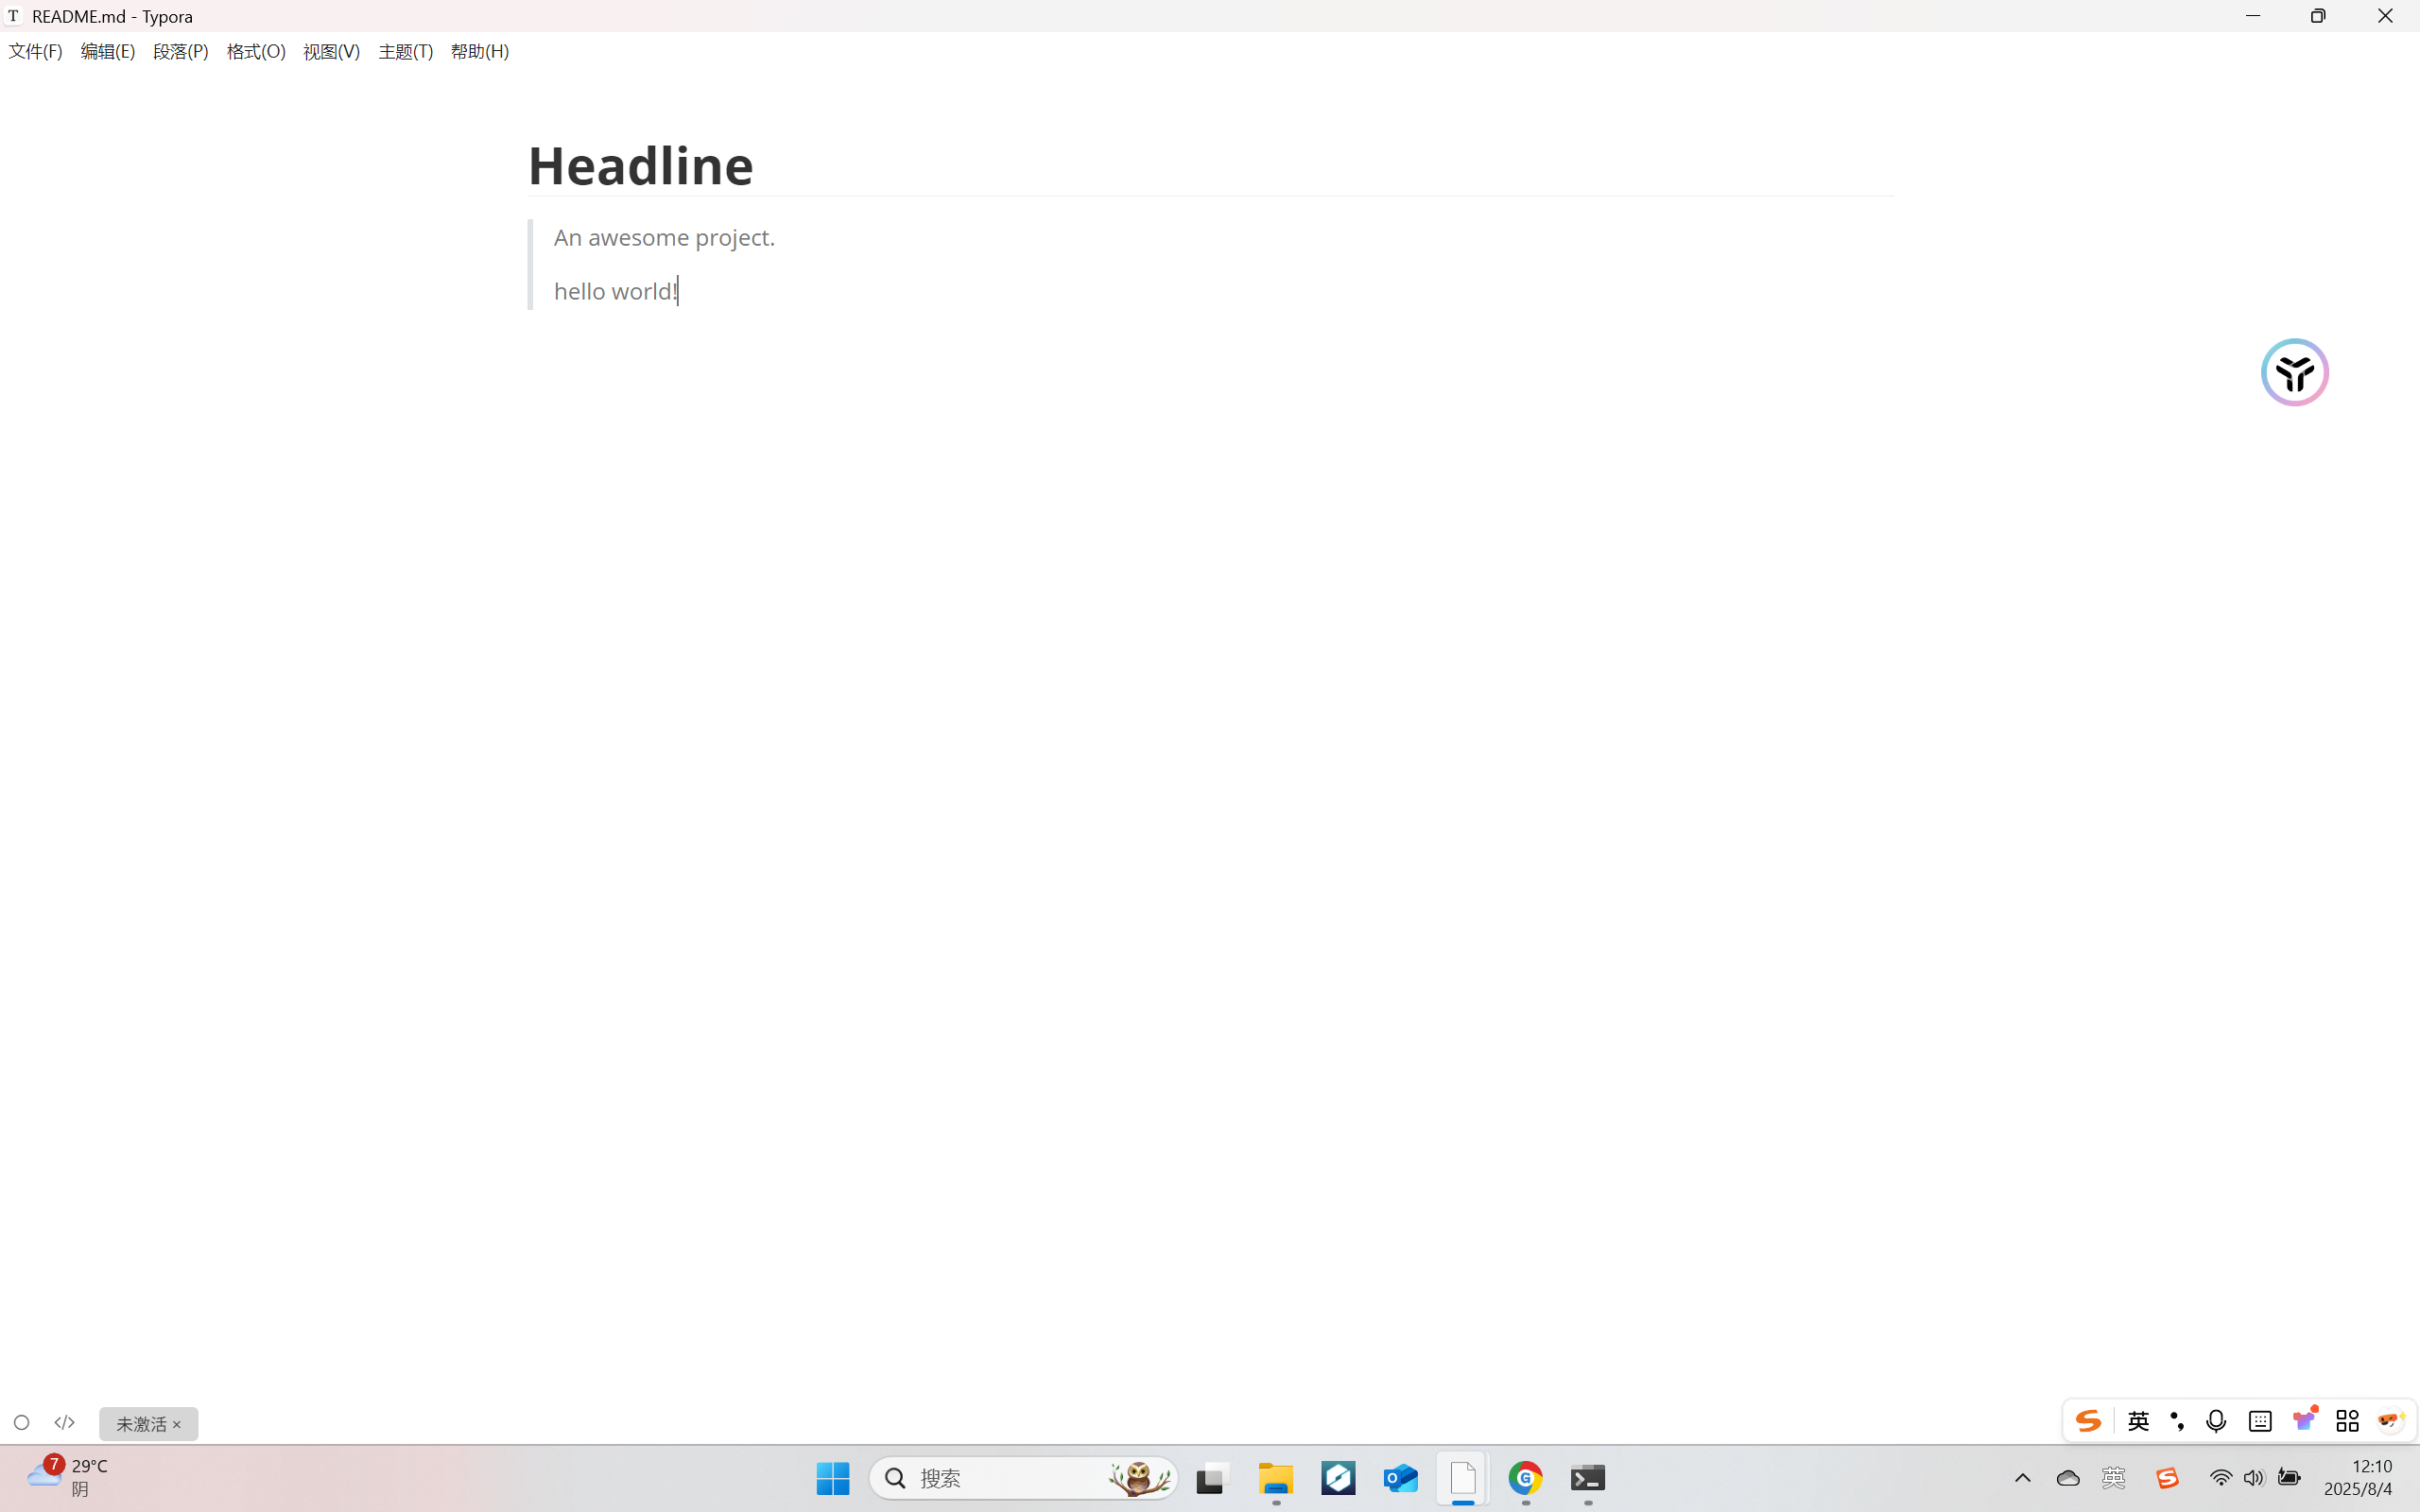 README.md - Typora
文件(F) 编辑(E) 段落(P) 格式(O) 视图(V) 主题(T) 帮助(H)
Headline
An awesome project.
hello world!
未激活 ×
英
7
29°C
阴
搜索
英
12:10
2025/8/4